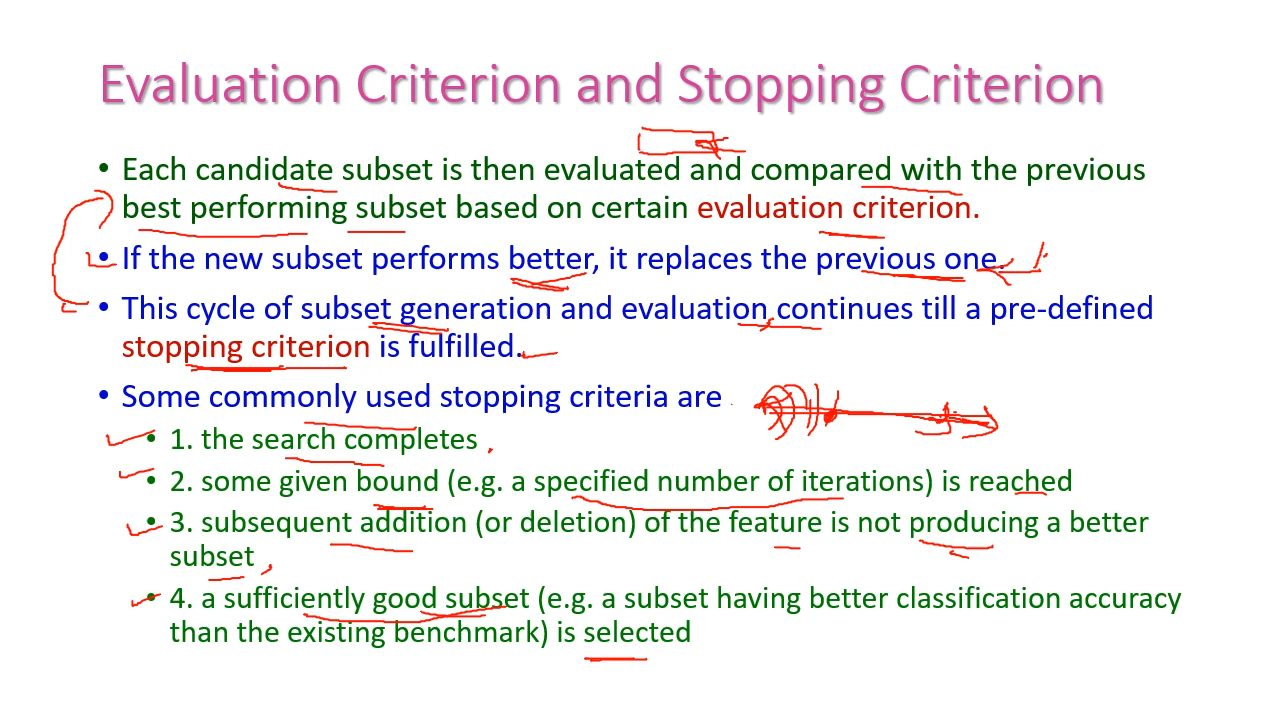 Evaluation Criterion and Stopping Criterion
• Each candidate subset is then evaluated and compared with the previous
best performing subset based on certain evaluation criterion.
• If the new subset performs better, it replaces the previous one.
• This cycle of subset generation and evaluation continues till a pre-defined
stopping criterion is fulfilled.
• Some commonly used stopping criteria are
• 1. the search completes
• 2. some given bound (e.g. a specified number of iterations) is reached
• 3. subsequent addition (or deletion) of the feature is not producing a better
subset
• 4. a sufficiently good subset (e.g. a subset having better classification accuracy
than the existing benchmark) is selected